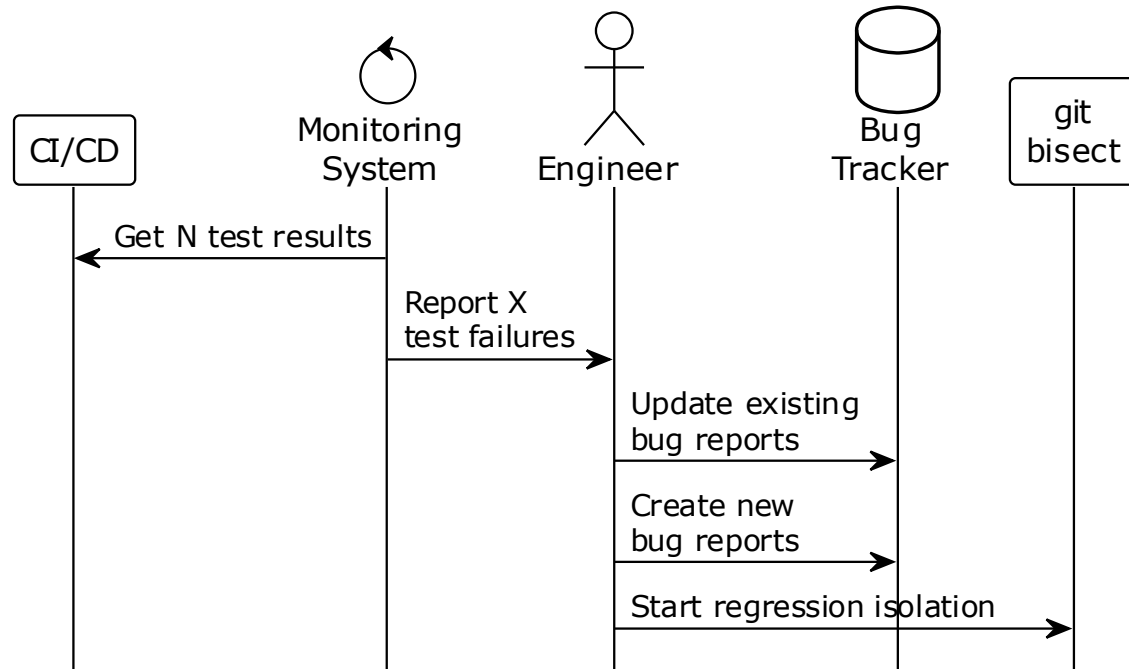 CI/CD
Monitoring
System
Engineer
Bug
Tracker
git
bisect
Get N test results
Report X
test failures
Update existing
bug reports
Create new
bug reports
Start regression isolation